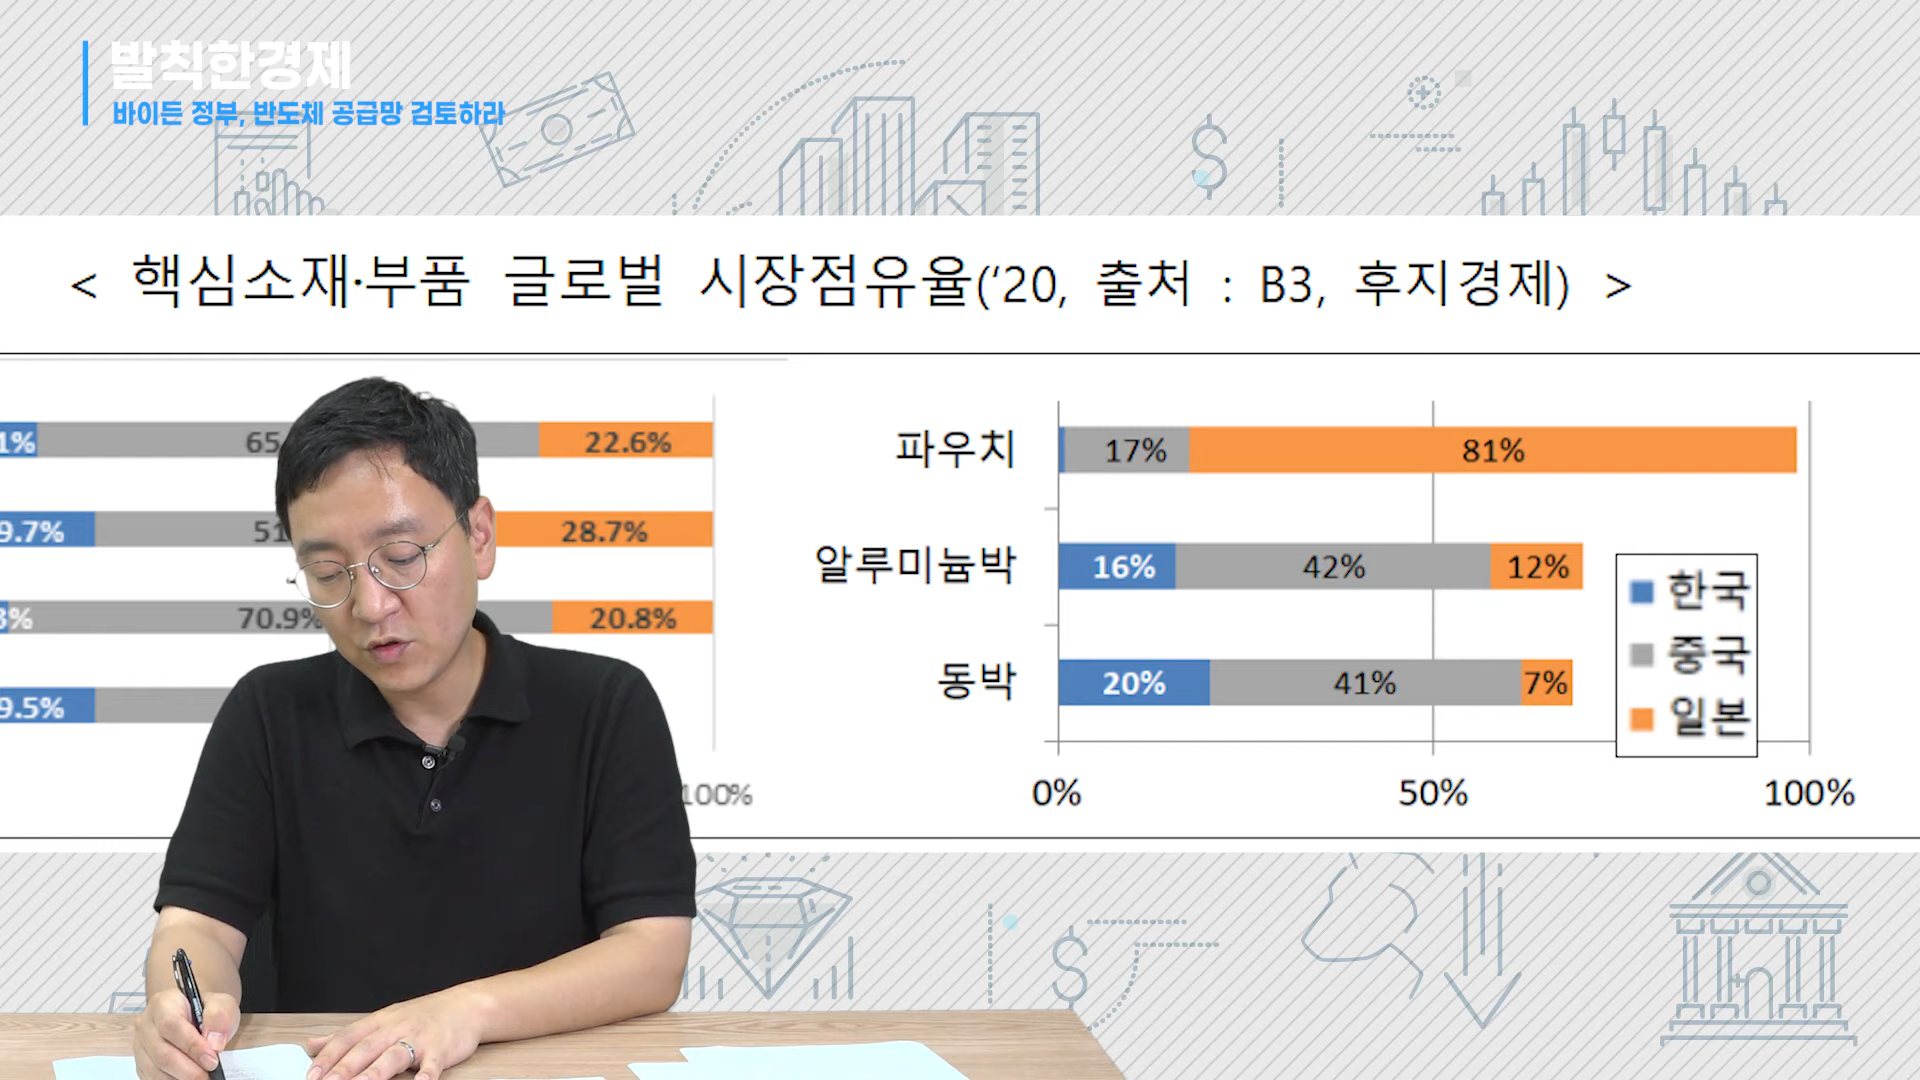 발칙한경제
바이든 정부, 반도체 공급망 검토하라
< 핵심소재·부품 글로벌 시장점유율('20, 출처 : B3, 후지경제) >
1% 65 22.6%
9.7% 51 28.7%
3% 70.9% 20.8%
9.5%
100%
파우치 17% 81%
알루미늄박 16% 42% 12%
동박 20% 41% 7%
한국
중국
일본
0% 50% 100%